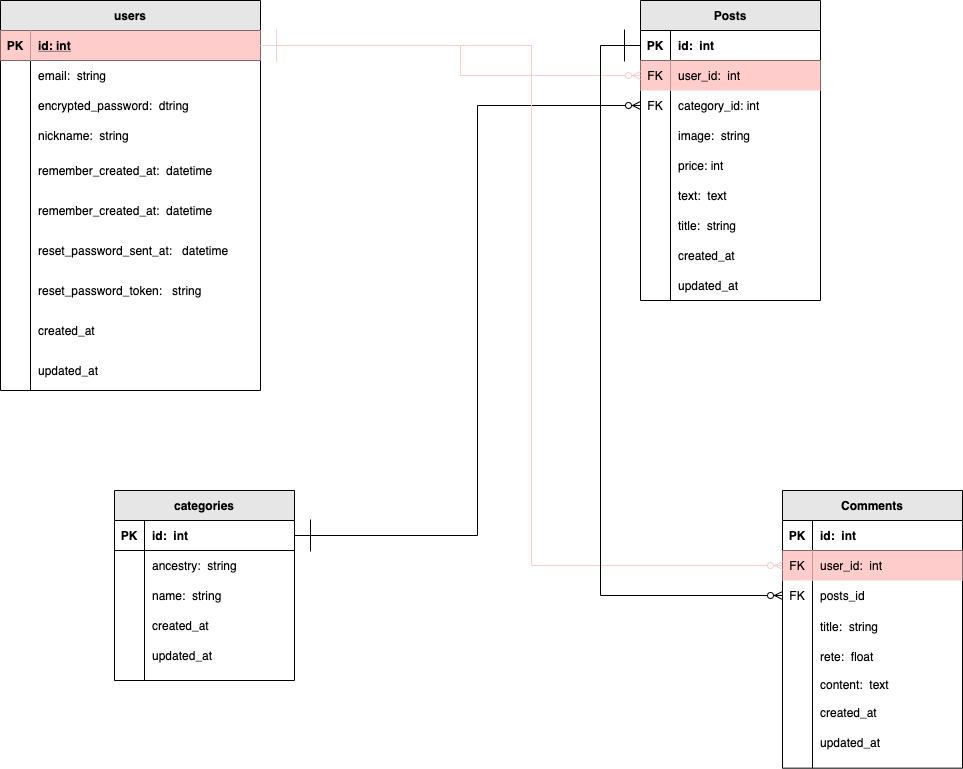 users
PK id: int
email: string
encrypted_password: dtring
nickname: string
remember_created_at: datetime
remember_created_at: datetime
reset_password_sent_at: datetime
reset_password_token: string
created_at
updated_at
Posts
PK id: int
FK user_id: int
FK category_id: int
image: string
price: int
text: text
title: string
created_at
updated_at
categories
PK id: int
ancestry: string
name: string
created_at
updated_at
Comments
PK id: int
FK user_id: int
FK posts_id
title: string
rete: float
content: text
created_at
updated_at